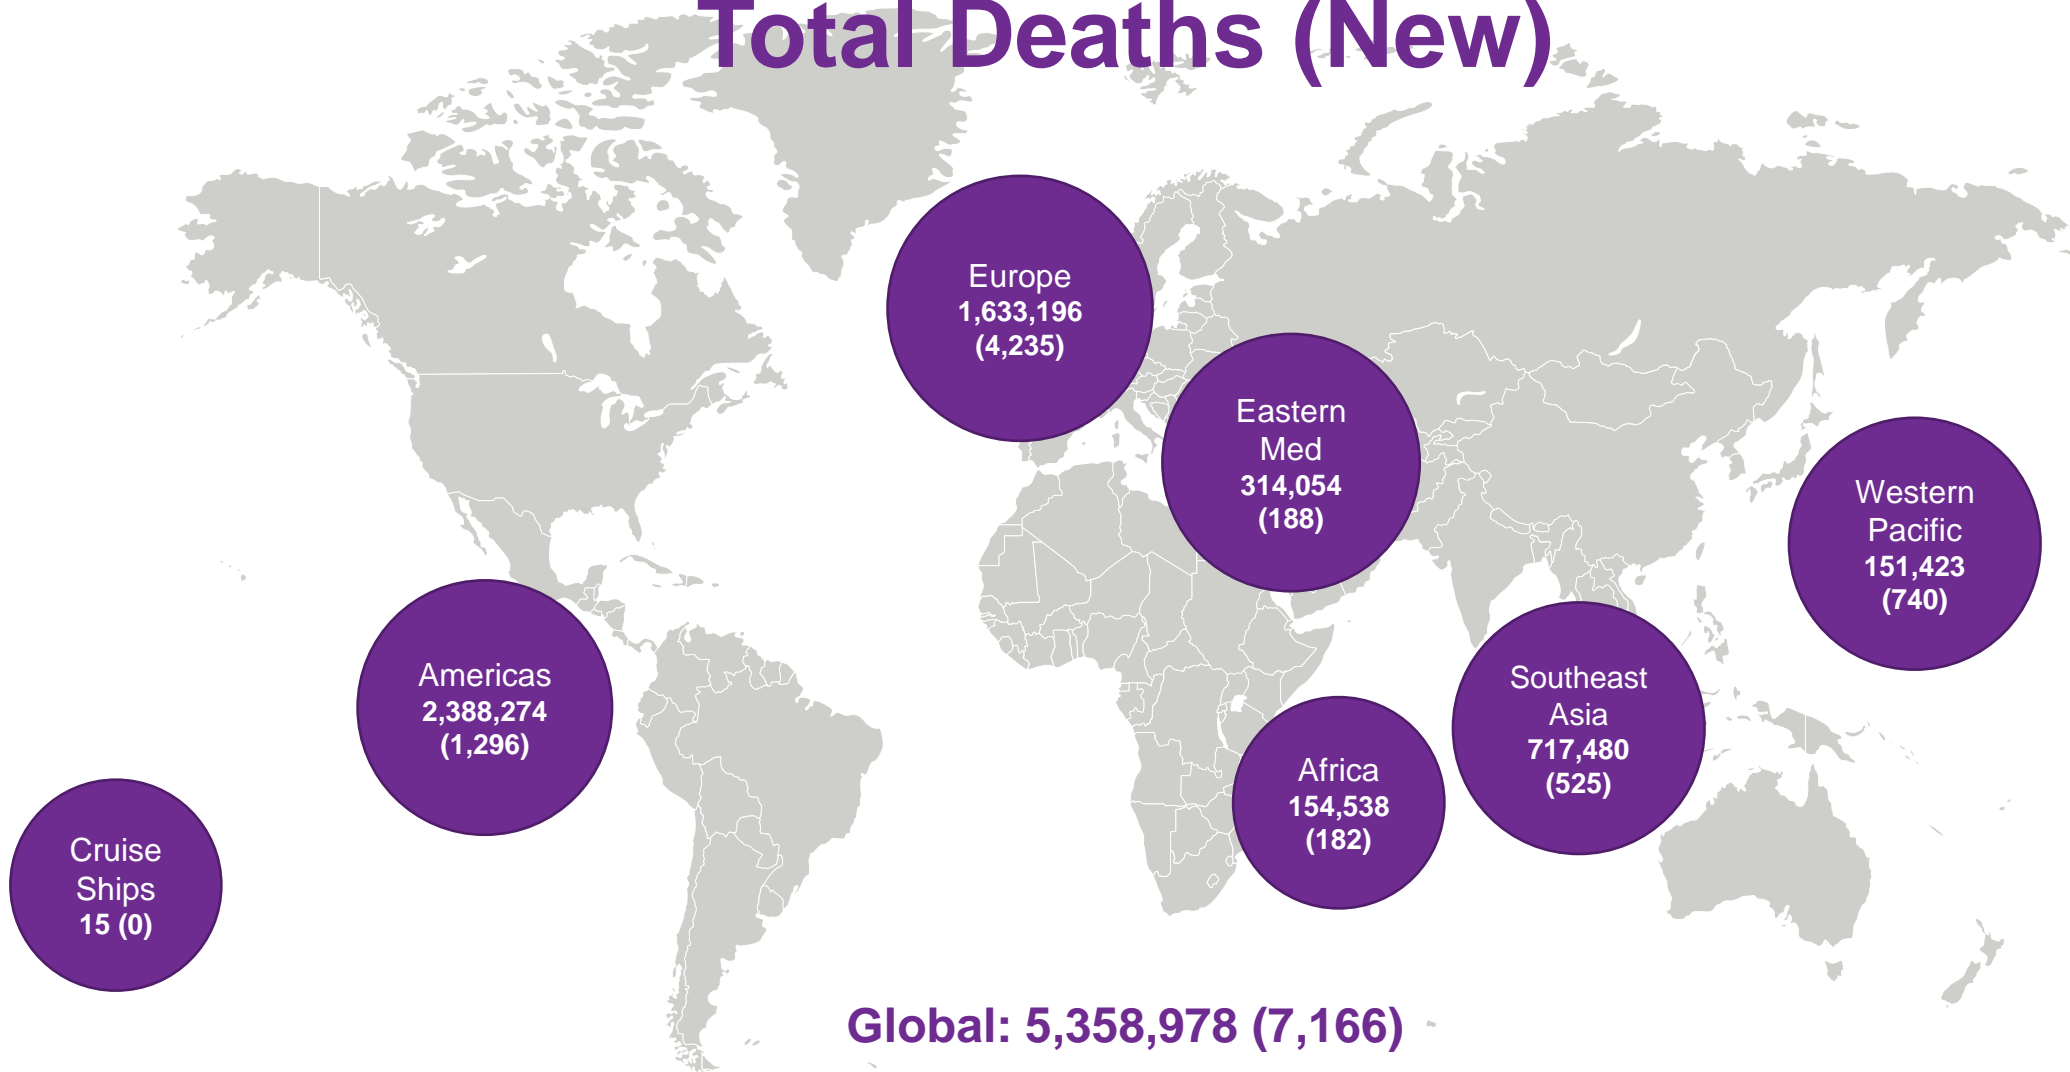 Total Deaths (New)
Europe
1,633,196
(4,235)
Eastern
Med
314,054
(188)
Western
Pacific
151,423
(740)
Americas
2,388,274
(1,296)
Southeast
Asia
717,480
(525)
Africa
154,538
(182)
Cruise
Ships
15 (0)
Global: 5,358,978 (7,166)